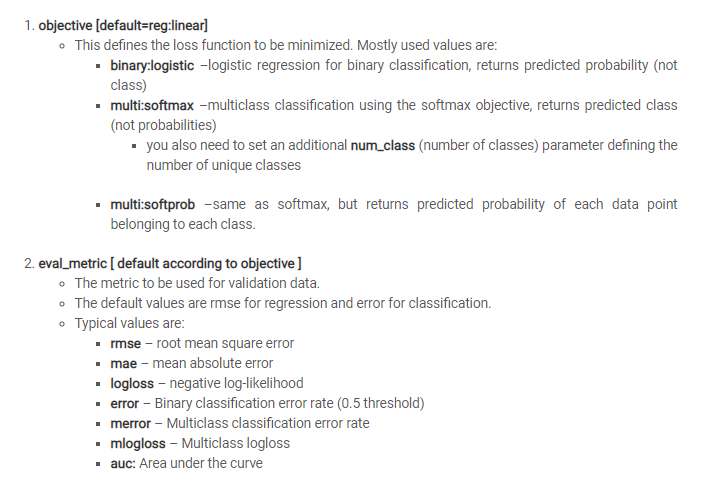 1. objective [default=reg:linear]
○ This defines the loss function to be minimized. Mostly used values are:
▪ binary:logistic –logistic regression for binary classification, returns predicted probability (not
class)
▪ multi:softmax –multiclass classification using the softmax objective, returns predicted class
(not probabilities)
▪ you also need to set an additional num_class (number of classes) parameter defining the
number of unique classes
▪ multi:softprob –same as softmax, but returns predicted probability of each data point
belonging to each class.
2. eval_metric [ default according to objective ]
○ The metric to be used for validation data.
○ The default values are rmse for regression and error for classification.
○ Typical values are:
▪ rmse – root mean square error
▪ mae – mean absolute error
▪ logloss – negative log-likelihood
▪ error – Binary classification error rate (0.5 threshold)
▪ merror – Multiclass classification error rate
▪ mlogloss – Multiclass logloss
▪ auc: Area under the curve